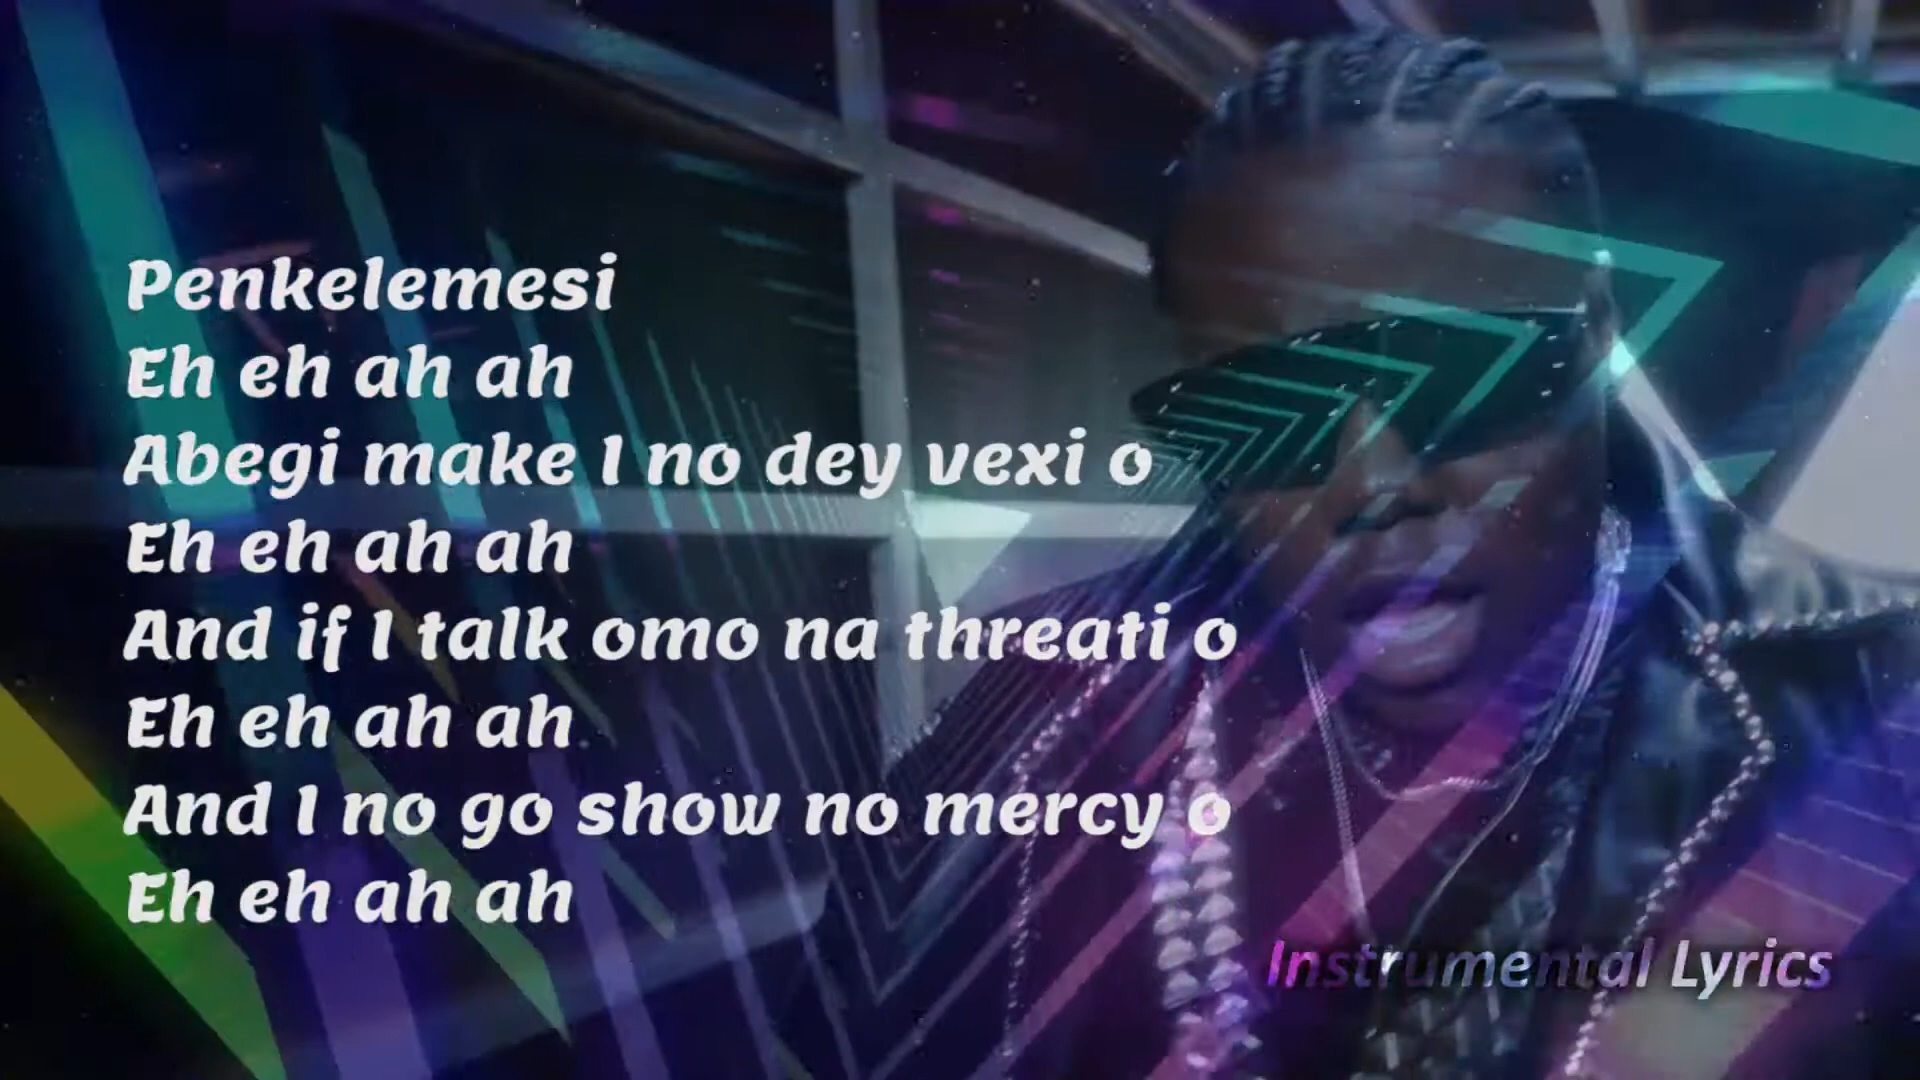 Penkelemesi
Eh eh ah ah
Abegi make I no dey vexi o
Eh eh ah ah
And if I talk omo na threati o
Eh eh ah ah
And I no go show no mercy o
Eh eh ah ah
Instrumental Lyrics